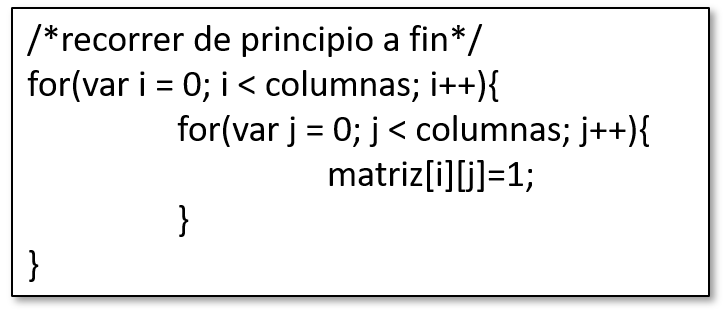 /*recorrer de principio a fin*/
for(var i = 0; i < columnas; i++){
for(var j = 0; j < columnas; j++){
matriz[i][j]=1;
}
}